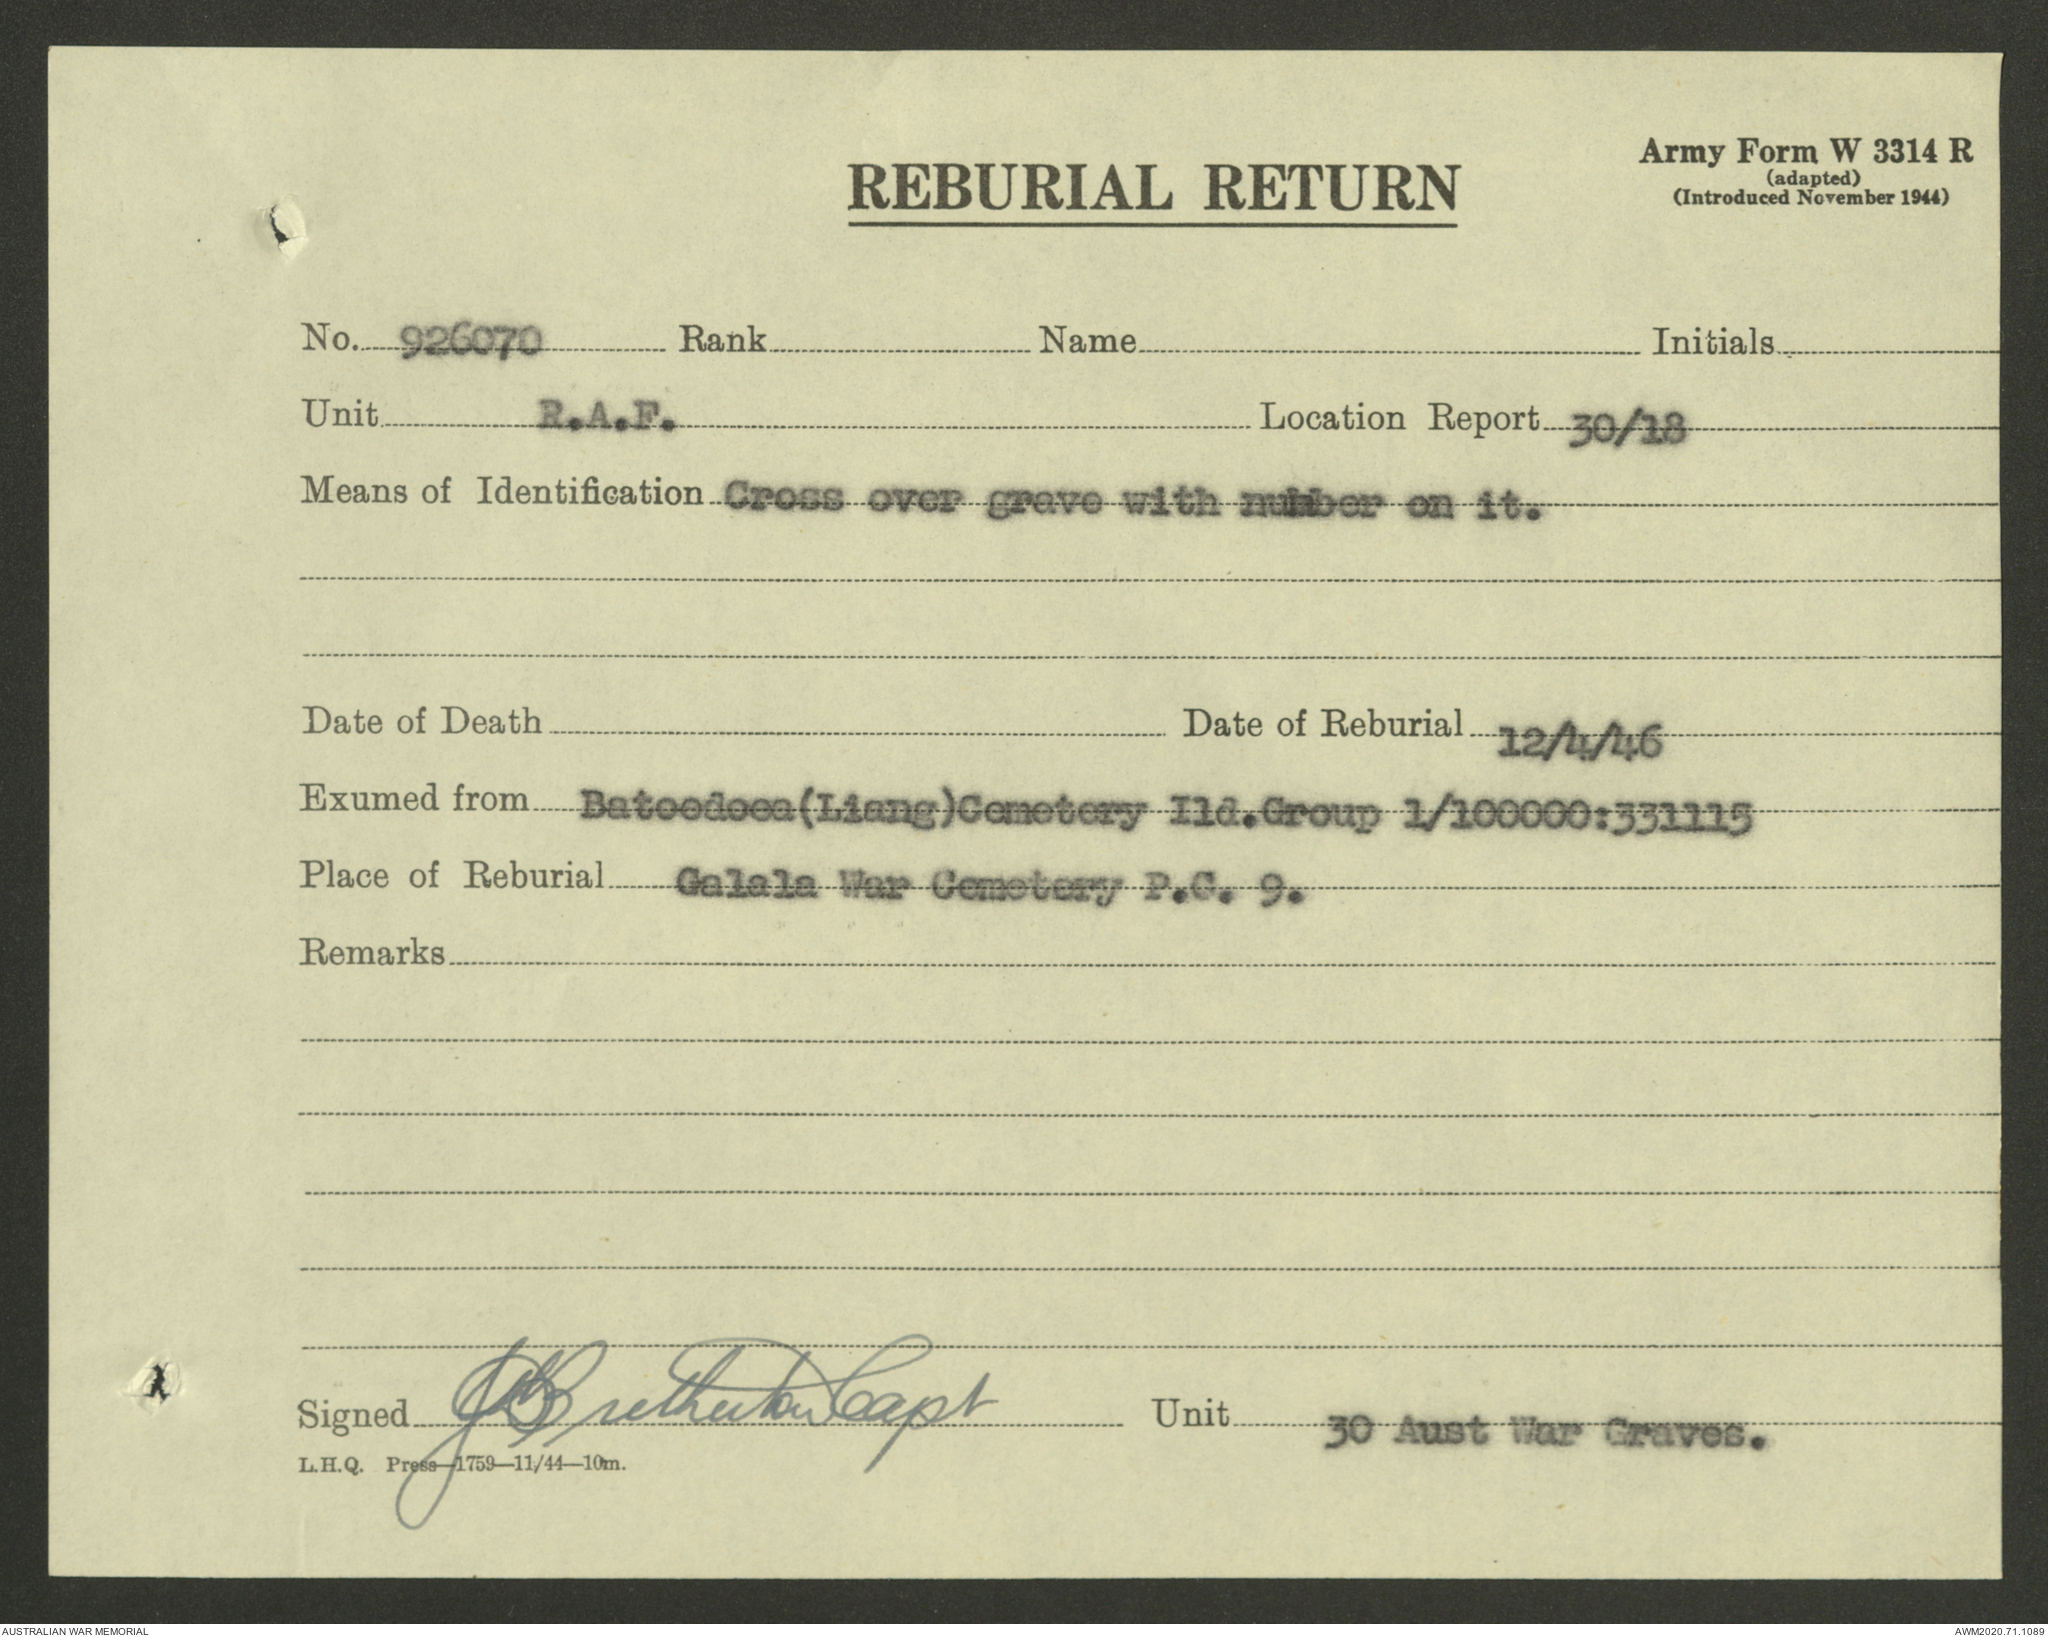 Army Form W 3314 R
(adapted)
(Introduced November 1944)
REBURIAL RETURN
No. 926070 Rank Name Initials
Unit R.A.F. Location Report 30/18
Means of Identification Cross over grave with number on it.
Date of Death Date of Reburial 12/4/46
Exumed from Batoedoea(Liang)Cemetery Ild.Group 1/100000:331115
Place of Reburial Galala War Cemetery P.C. 9.
Remarks
Signed Bretherton Capt Unit 30 Aust War Graves.
L.H.Q. Press—1759—11/44—10m.
AUSTRALIAN WAR MEMORIAL AWM2020.71.1089